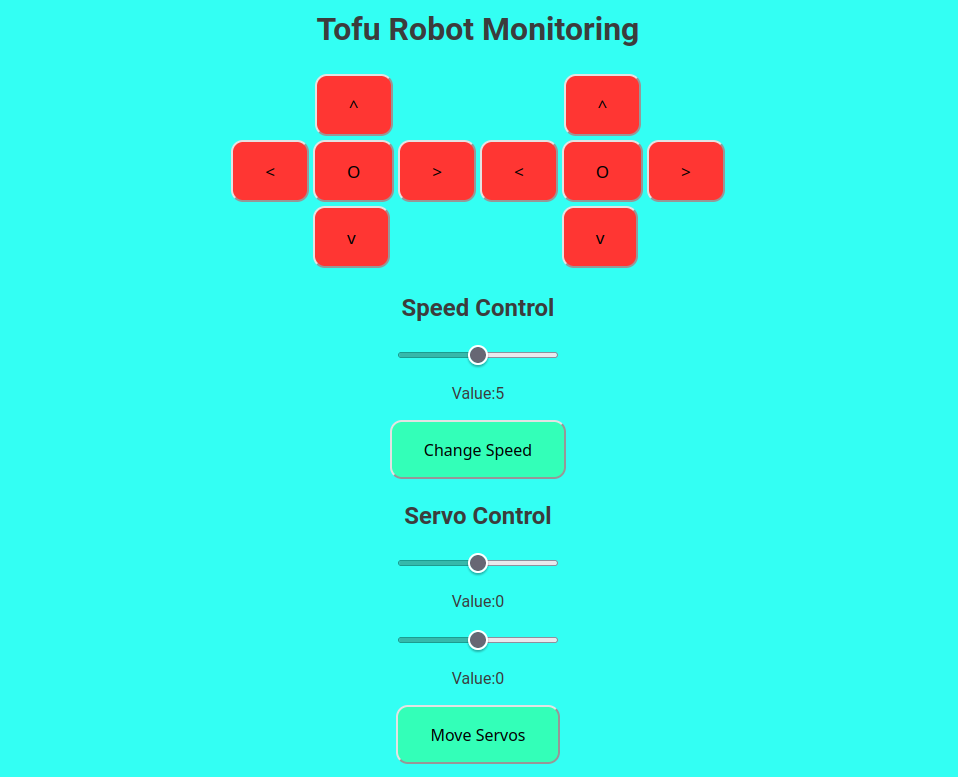 Tofu Robot Monitoring
^ ^
< O > < O >
v v
Speed Control
Value:5
Change Speed
Servo Control
Value:0
Value:0
Move Servos